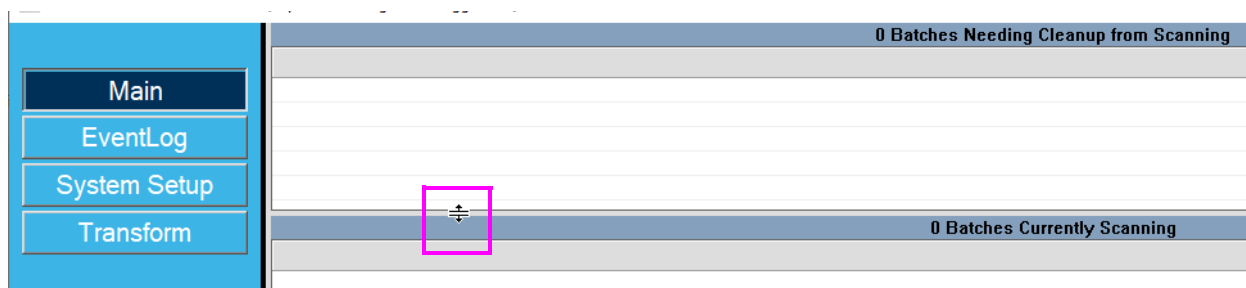 0 Batches Needing Cleanup from Scanning
Main
EventLog
System Setup
Transform
0 Batches Currently Scanning